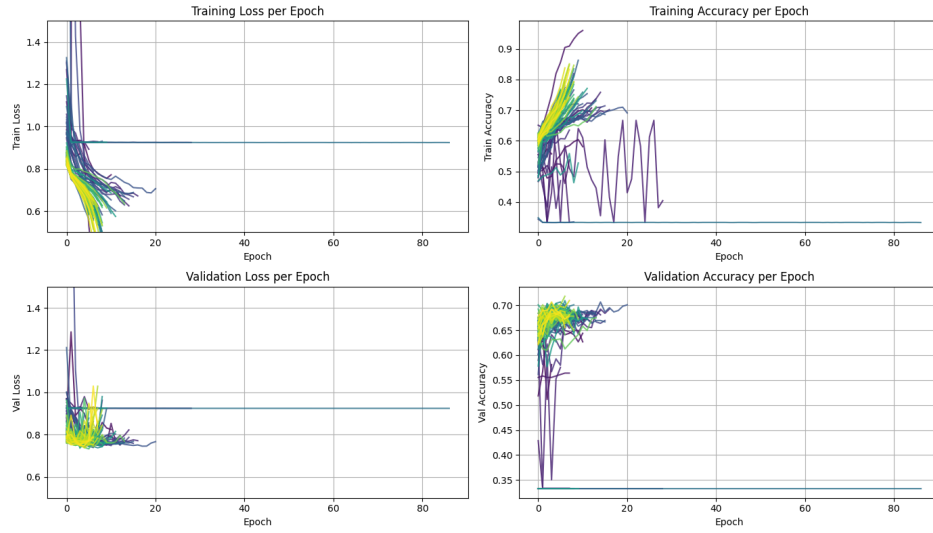 Training Loss per Epoch
Train Loss
1.4
1.2
1.0
0.8
0.6
0 20 40 60 80
Epoch
Training Accuracy per Epoch
Train Accuracy
0.9
0.8
0.7
0.6
0.5
0.4
0 20 40 60 80
Epoch
Validation Loss per Epoch
Val Loss
1.4
1.2
1.0
0.8
0.6
0 20 40 60 80
Epoch
Validation Accuracy per Epoch
Val Accuracy
0.70
0.65
0.60
0.55
0.50
0.45
0.40
0.35
0 20 40 60 80
Epoch